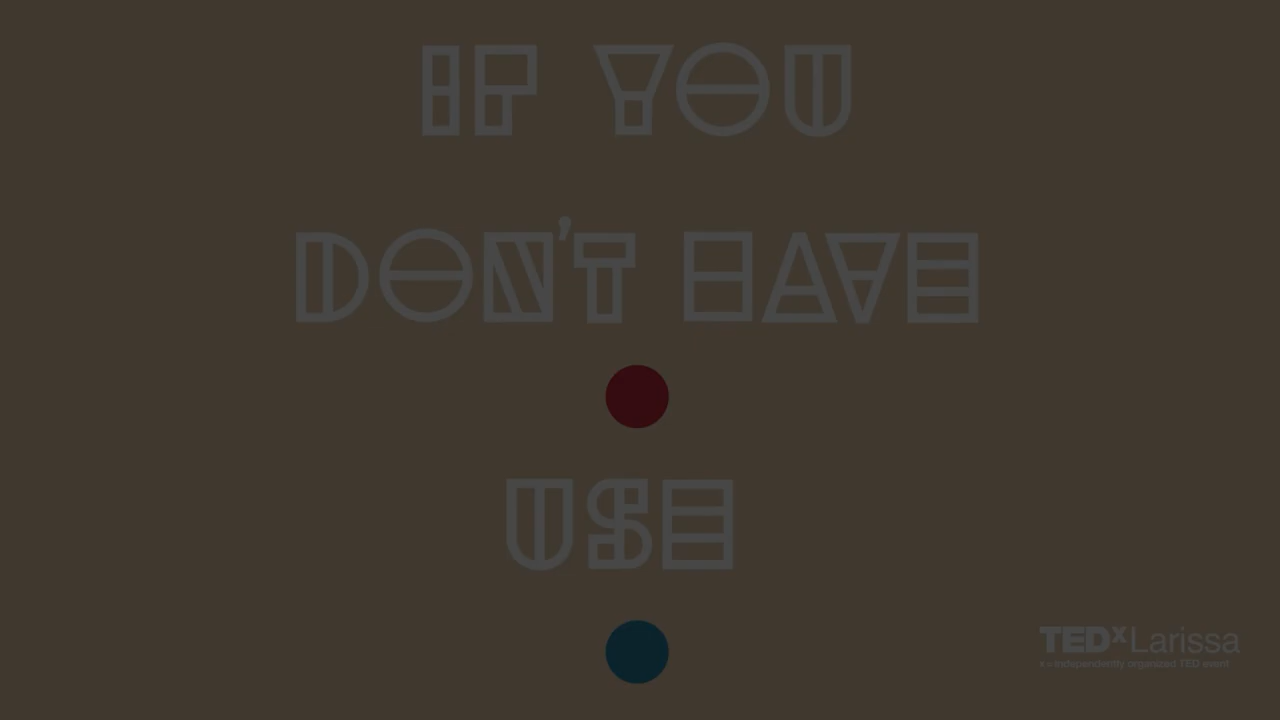 IF YOU
DON'T HAVE
USE
TEDxLarissa
x = independently organized TED event